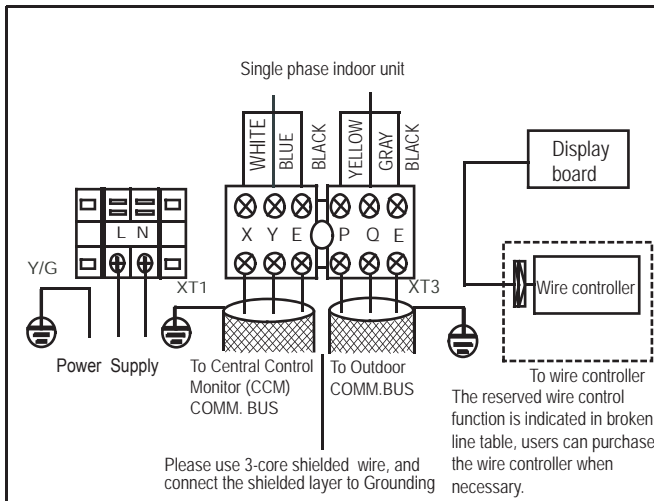 Single phase indoor unit
WHITE
BLUE
BLACK
YELLOW
GRAY
BLACK
Display
board
L N
X Y E P Q E
Y/G
XT1
XT3
Wire controller
Power Supply
To Central Control
Monitor (CCM)
COMM. BUS
To Outdoor
COMM.BUS
To wire controller
The reserved wire control
function is indicated in broken
line table, users can purchase
the wire controller when
necessary.
Please use 3-core shielded wire, and
connect the shielded layer to Grounding